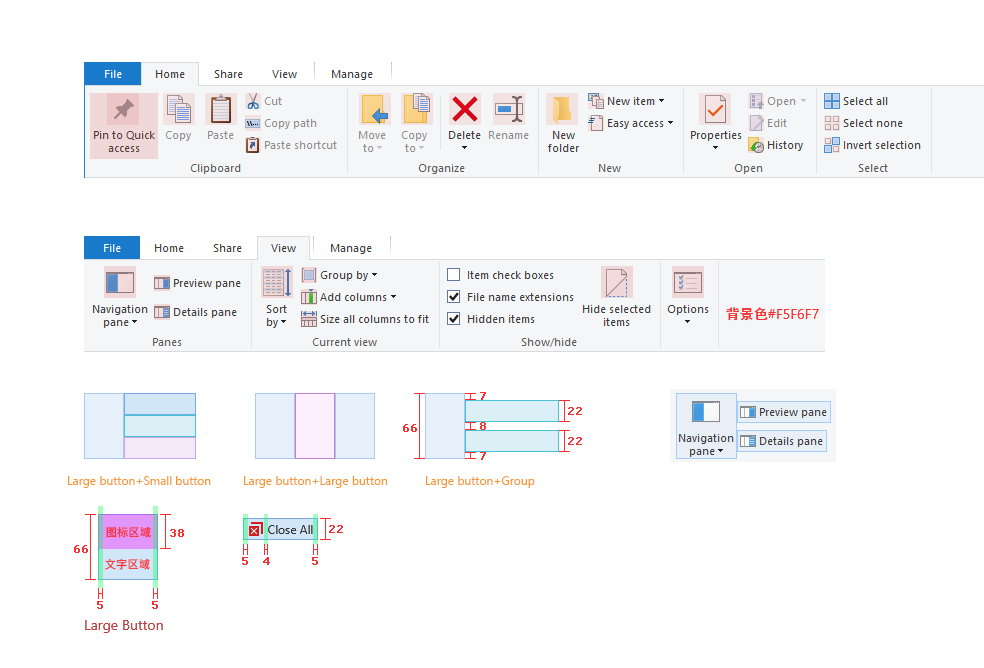 File Home Share View Manage
Pin to Quick access
Copy
Paste
Cut
Copy path
Paste shortcut
Clipboard
Move to
Copy to
Delete
Rename
Organize
New folder
New item
Easy access
New
Properties
Open
Edit
History
Open
Select all
Select none
Invert selection
Select
File Home Share View Manage
Navigation pane
Preview pane
Details pane
Panes
Sort by
Group by
Add columns
Size all columns to fit
Current view
Item check boxes
File name extensions
Hidden items
Hide selected items
Show/hide
Options
背景色#F5F6F7
Large button+Small button
Large button+Large button
66
7
22
8
22
7
Large button+Group
Navigation pane
Preview pane
Details pane
66
图标区域
文字区域
38
5
5
Large Button
Close All
22
5
4
5